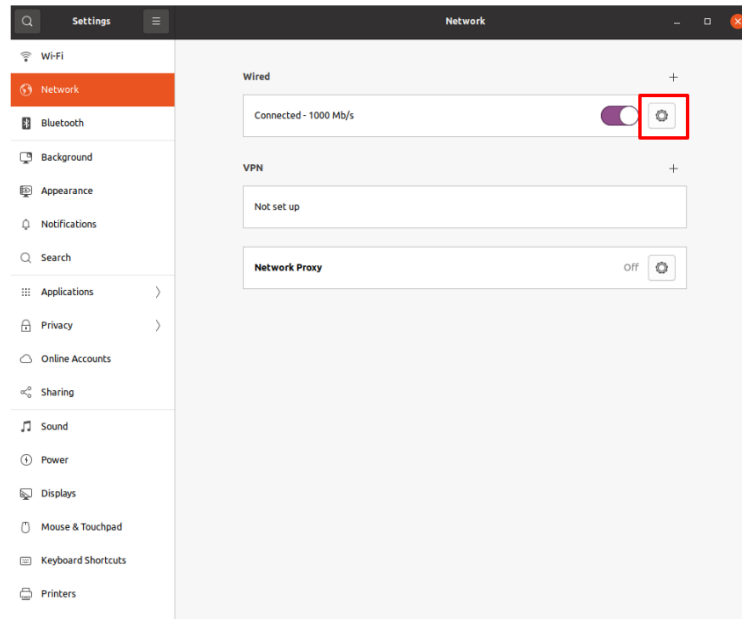 Settings
Network
Wi-Fi
Network
Bluetooth
Background
Appearance
Notifications
Search
Applications
Privacy
Online Accounts
Sharing
Sound
Power
Displays
Mouse & Touchpad
Keyboard Shortcuts
Printers
Wired
Connected - 1000 Mb/s
VPN
Not set up
Network Proxy Off